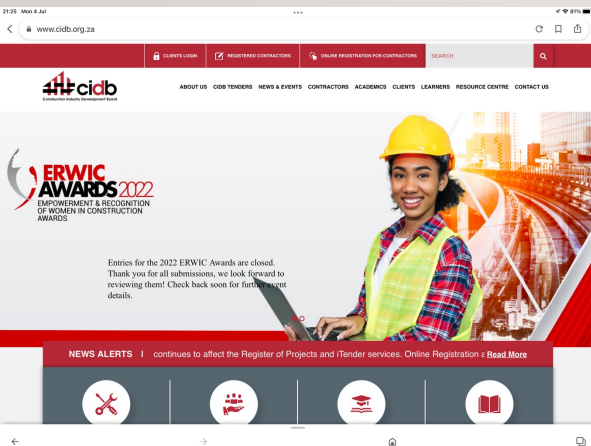 21:25 Mon 4 Jul
81%
www.cidb.org.za
CLIENTS LOGIN
REGISTERED CONTRACTORS
ONLINE REGISTRATION FOR CONTRACTORS
SEARCH
cidb
Construction Industry Development Board
ABOUT US CIDB TENDERS NEWS & EVENTS CONTRACTORS ACADEMICS CLIENTS LEARNERS RESOURCE CENTRE CONTACT US
ERWIC
AWARDS 2022
EMPOWERMENT & RECOGNITION
OF WOMEN IN CONSTRUCTION
AWARDS
Entries for the 2022 ERWIC Awards are closed.
Thank you for all submissions, we look forward to
reviewing them! Check back soon for further event
details.
NEWS ALERTS I continues to affect the Register of Projects and iTender services. Online Registration Read More